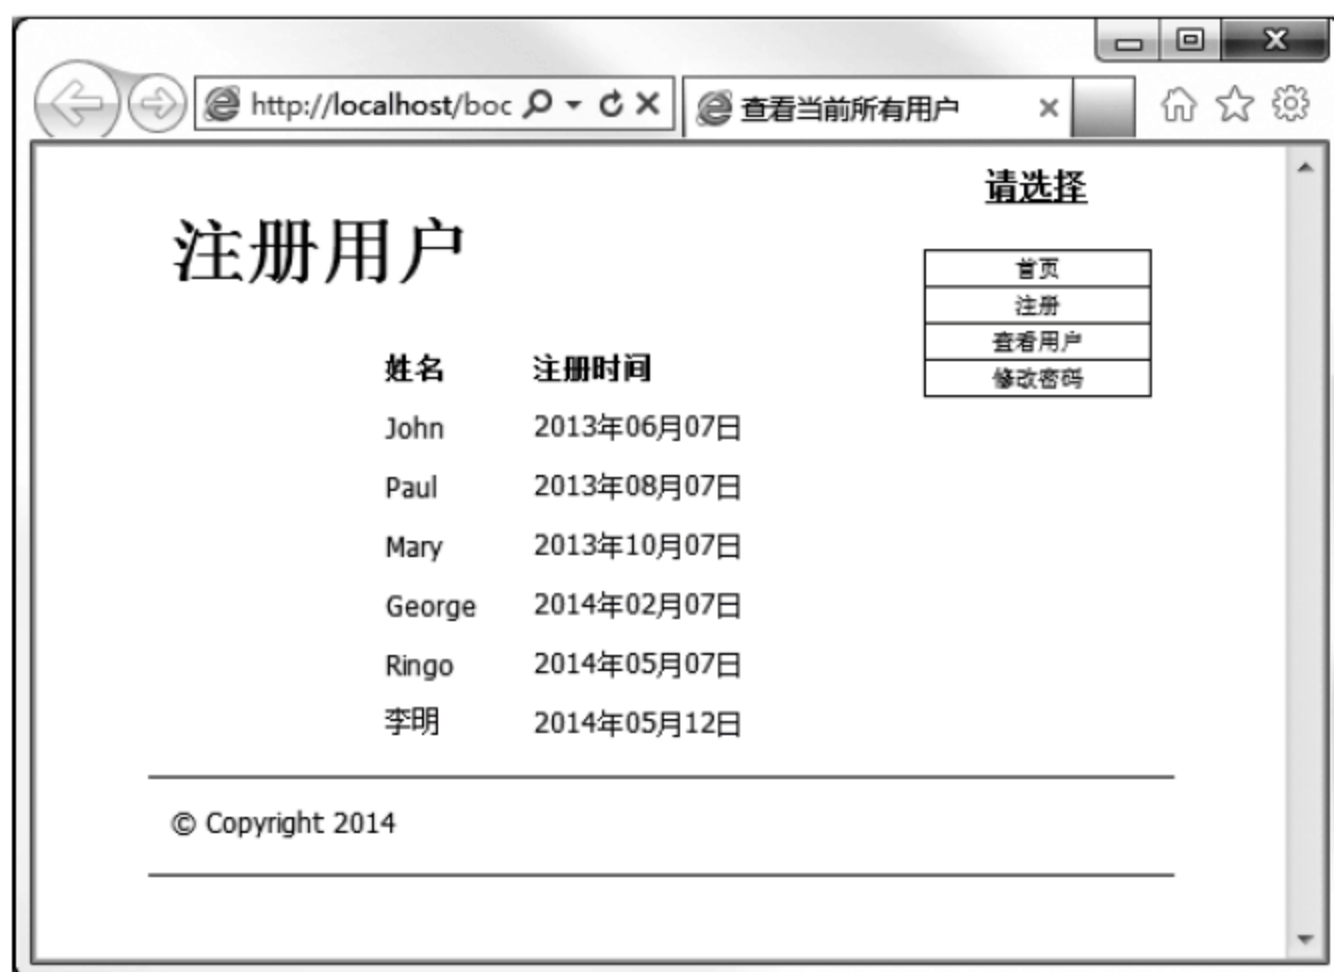 http://localhost/boc
查看当前所有用户
请选择
注册用户
首页
注册
查看用户
修改密码
姓名 注册时间
John 2013年06月07日
Paul 2013年08月07日
Mary 2013年10月07日
George 2014年02月07日
Ringo 2014年05月07日
李明 2014年05月12日
© Copyright 2014